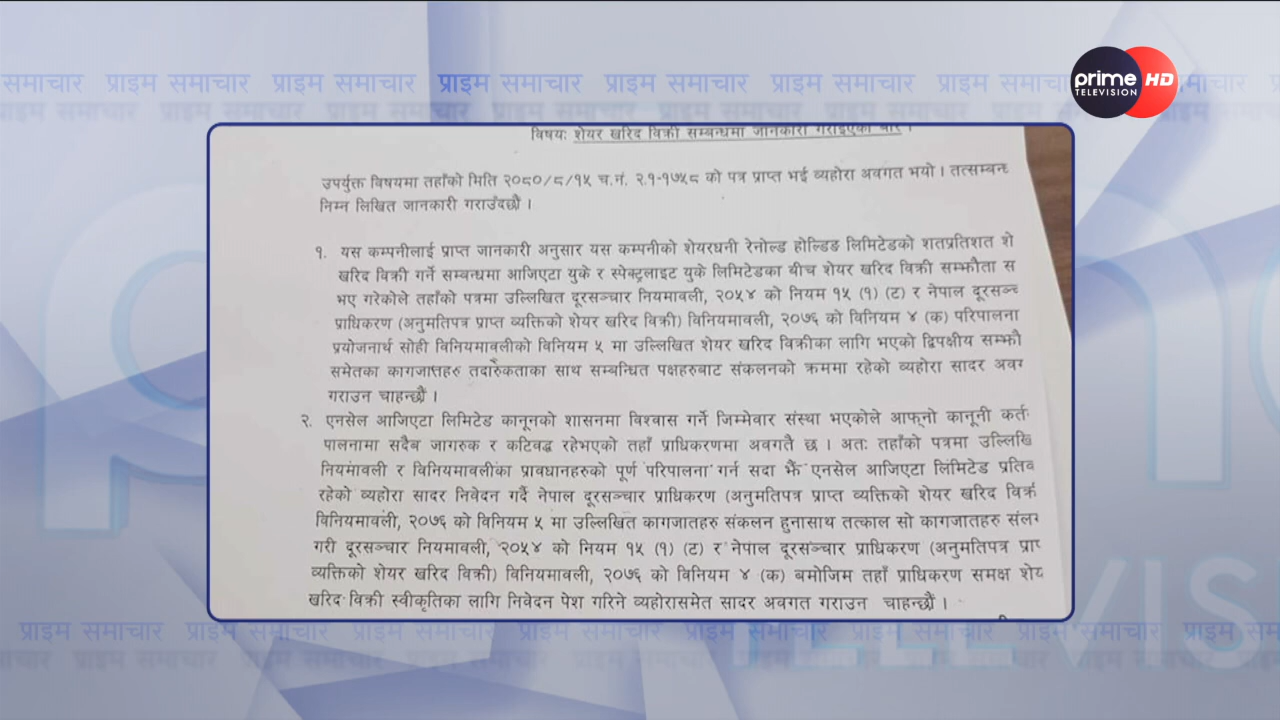 प्राइम समाचार प्राइम समाचार प्राइम समाचार प्राइम समाचार प्राइम समाचार
prime HD
TELEVISION
विषयः शेयर खरिद विक्री सम्बन्धमा जानकारी गराइएको बारे ।
उपर्युक्त विषयमा तहाँको मिति २०८०/८/१५ च.नं. २.१-१७५८ को पत्र प्राप्त भई व्यहोरा अवगत भयो । तत्सम्बन्ध
निम्न लिखित जानकारी गराउँदछौं ।
१. यस कम्पनीलाई प्राप्त जानकारी अनुसार यस कम्पनीको शेयरधनी रेनोल्ड होल्डिङ लिमिटेडको शतप्रतिशत शे
खरिद विक्री गर्ने सम्बन्धमा आजिएटा युके र स्पेक्ट्रलाइट युके लिमिटेडका बीच शेयर खरिद विक्री सम्झौता स
भए गरेकोले तहाँको पत्रमा उल्लिखित दूरसञ्चार नियमावली, २०५४ को नियम १५ (१) (ट) र नेपाल दूरसञ्च
प्राधिकरण (अनुमतिपत्र प्राप्त व्यक्तिको शेयर खरिद विक्री) विनियमावली, २०७६ को विनियम ४ (क) परिपालना
प्रयोजनार्थ सोही विनियमावलीको विनियम ५ मा उल्लिखित शेयर खरिद विक्रीका लागि भएको द्विपक्षीय सम्झौ
समेतका कागजातहरु तदारुकताका साथ सम्बन्धित पक्षहरुबाट संकलनको क्रममा रहेको व्यहोरा सादर अवग
गराउन चाहन्छौं ।
२. एनसेल आजिएटा लिमिटेड कानूनको शासनमा विश्वास गर्ने जिम्मेवार संस्था भएकोले आफ्नो कानूनी कर्त
पालनामा सदैब जागरुक र कटिवद्ध रहेभएको तहाँ प्राधिकरणमा अवगतै छ । अतः तहाँको पत्रमा उल्लिखि
नियमावली र विनियमावलीका प्रावधानहरुको पूर्ण परिपालना गर्न सदा झैं एनसेल आजिएटा लिमिटेड प्रतिव
रहेको व्यहोरा सादर निवेदन गर्दै नेपाल दूरसञ्चार प्राधिकरण (अनुमतिपत्र प्राप्त व्यक्तिको शेयर खरिद विक्री
विनियमावली, २०७६ को विनियम ५ मा उल्लिखित कागजातहरु संकलन हुनासाथ तत्काल सो कागजातहरु संलग्
गरी दूरसञ्चार नियमावली, २०५४ को नियम १५ (१) (ट) र नेपाल दूरसञ्चार प्राधिकरण (अनुमतिपत्र प्राप्
व्यक्तिको शेयर खरिद विक्री) विनियमावली, २०७६ को विनियम ४ (क) बमोजिम तहाँ प्राधिकरण समक्ष शेय
खरिद विक्री स्वीकृतिका लागि निवेदन पेश गरिने व्यहोरासमेत सादर अवगत गराउन चाहन्छौं ।
प्राइम समाचार प्राइम समाचार प्राइम समाचार प्राइम समाचार प्राइम समाचार प्राइम समाचार प्राइम समाचार